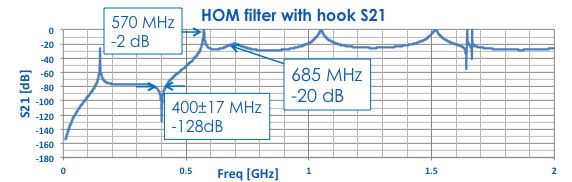 HOM filter with hook S21
570 MHz
-2 dB
685 MHz
-20 dB
400±17 MHz
-128dB
S21 [dB]
0
-20
-40
-60
-80
-100
-120
-140
-160
-180
0
0.5
1
1.5
2
Freq [GHz]